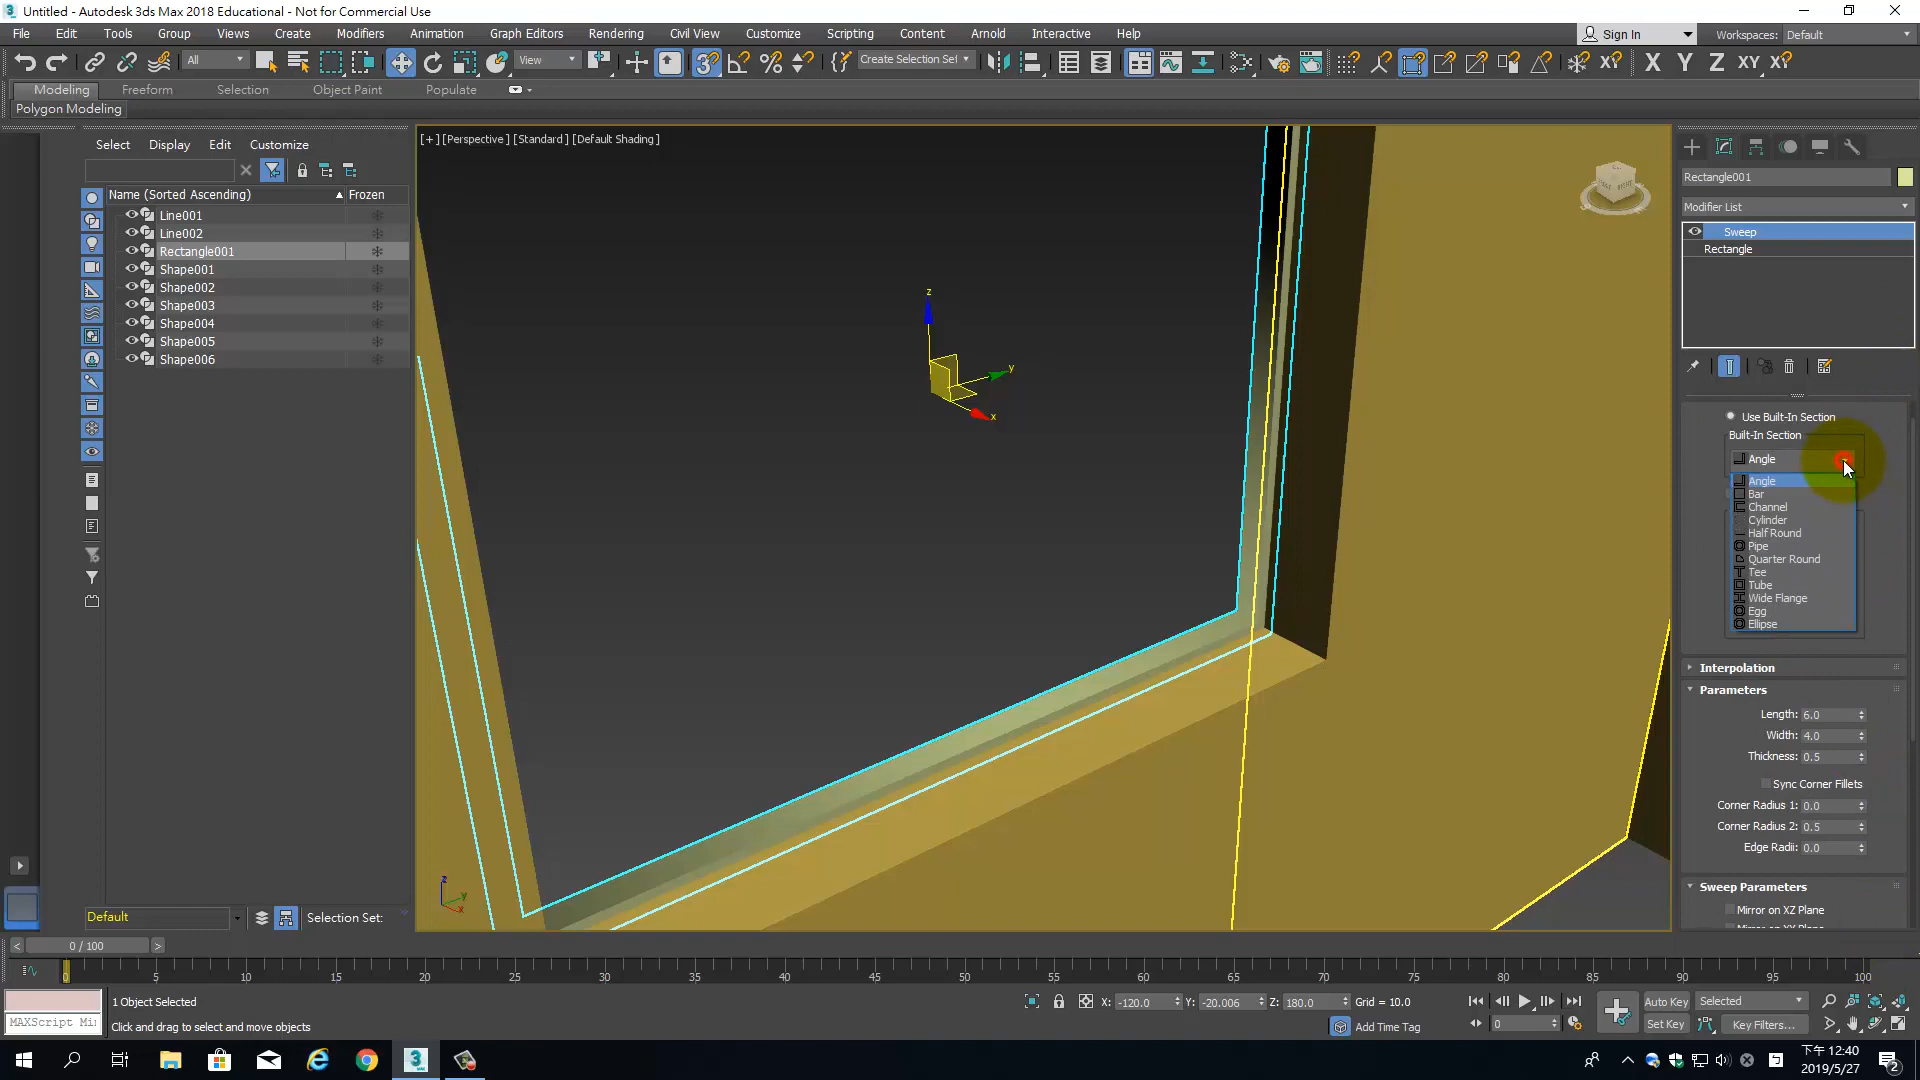 Untitled - Autodesk 3ds Max 2018 Educational - Not for Commercial Use
File Edit Tools Group Views Create Modifiers Animation Graph Editors Rendering Civil View Customize Scripting Content Arnold Interactive Help
Sign In Workspaces: Default
All View Create Selection Set X Y Z XY XY
Modeling Freeform Selection Object Paint Populate
Polygon Modeling
Select Display Edit Customize
[+] [Perspective] [Standard] [Default Shading]
Name (Sorted Ascending) Frozen
Line001
Line002
Rectangle001
Shape001
Shape002
Shape003
Shape004
Shape005
Shape006
z
y
x
Rectangle001
Modifier List
Sweep
Rectangle
Use Built-In Section
Built-In Section
Angle
Angle
Bar
Channel
Cylinder
Half Round
Pipe
Quarter Round
Tee
Tube
Wide Flange
Egg
Ellipse
Interpolation
Parameters
Length: 6.0
Width: 4.0
Thickness: 0.5
Sync Corner Fillets
Corner Radius 1: 0.0
Corner Radius 2: 0.5
Edge Radii: 0.0
Sweep Parameters
Mirror on XZ Plane
z
y
x
Default Selection Set:
< 0 / 100 >
0 5 10 15 20 25 30 35 40 45 50 55 60 65 70 75 80 85 90 95 100
1 Object Selected X: -120.0 Y: -20.006 Z: 180.0 Grid = 10.0 Auto Key Selected
MAXScript Mi Click and drag to select and move objects Add Time Tag 0 Set Key Key Filters...
下午 12:40
2019/5/27
2